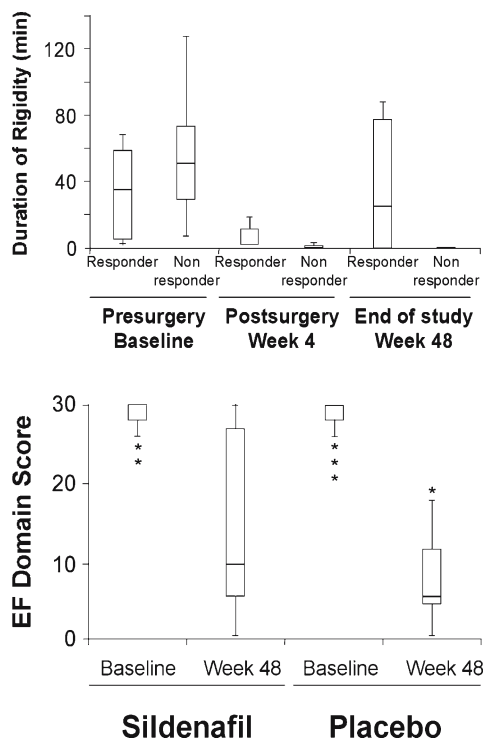 Duration of Rigidity (min)
120
80
40
0
Responder Non responder Responder Non responder Responder Non responder
Presurgery Baseline Postsurgery Week 4 End of study Week 48
EF Domain Score
30
20
10
0
* * * * * *
Baseline Week 48 Baseline Week 48
Sildenafil Placebo